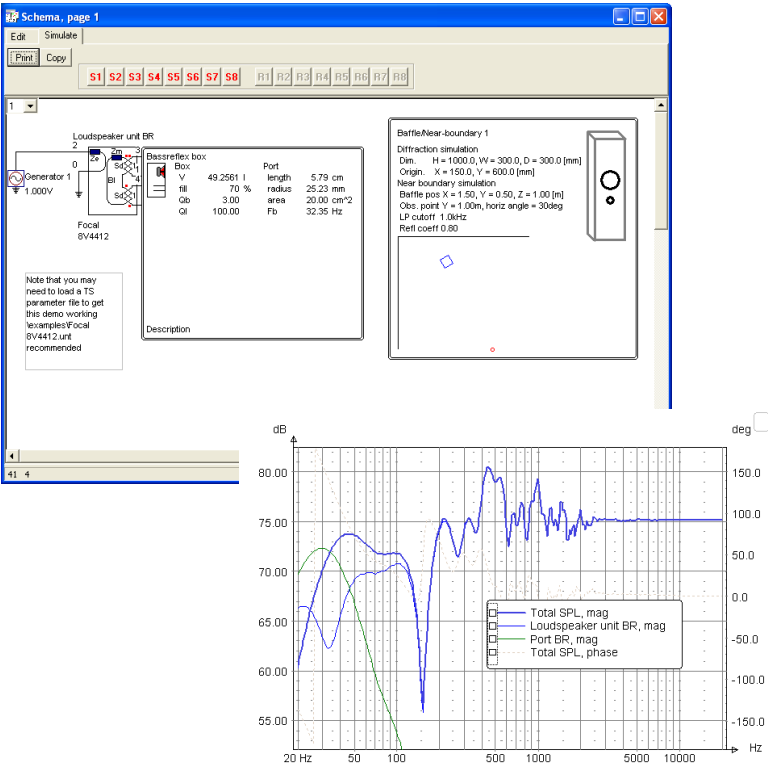 Schema, page 1
Edit Simulate
Print Copy
S1 S2 S3 S4 S5 S6 S7 S8 R1 R2 R3 R4 R5 R6 R7 R8
1
Loudspeaker unit BR
2
0
Ze
Zm
Sd
Bl
Sd
3
1
4
Generator 1
1.000V
Focal
8V4412
Bassreflex box
Box Port
V 49.2561 l length 5.79 cm
fill 70 % radius 25.23 mm
Qb 3.00 area 20.00 cm^2
Ql 100.00 Fb 32.35 Hz
Description
Baffle/Near-boundary 1
Diffraction simulation
Dim. H = 1000.0, W = 300.0, D = 300.0 [mm]
Origin. X = 150.0, Y = 600.0 [mm]
Near boundary simulation
Baffle pos X = 1.50, Y = 0.50, Z = 1.00 [m]
Obs. point Y = 1.00m, horiz angle = 30deg
LP cutoff 1.0kHz
Refl coeff 0.80
Note that you may
need to load a TS
parameter file to get
this demo working
\examples\Focal
8V4412.unt
recommended
41 4
dB
deg
80.00
75.00
70.00
65.00
60.00
55.00
150.0
100.0
50.0
0.0
-50.0
-100.0
-150.0
Total SPL, mag
Loudspeaker unit BR, mag
Port BR, mag
Total SPL, phase
20 Hz 50 100 500 1000 5000 10000 Hz